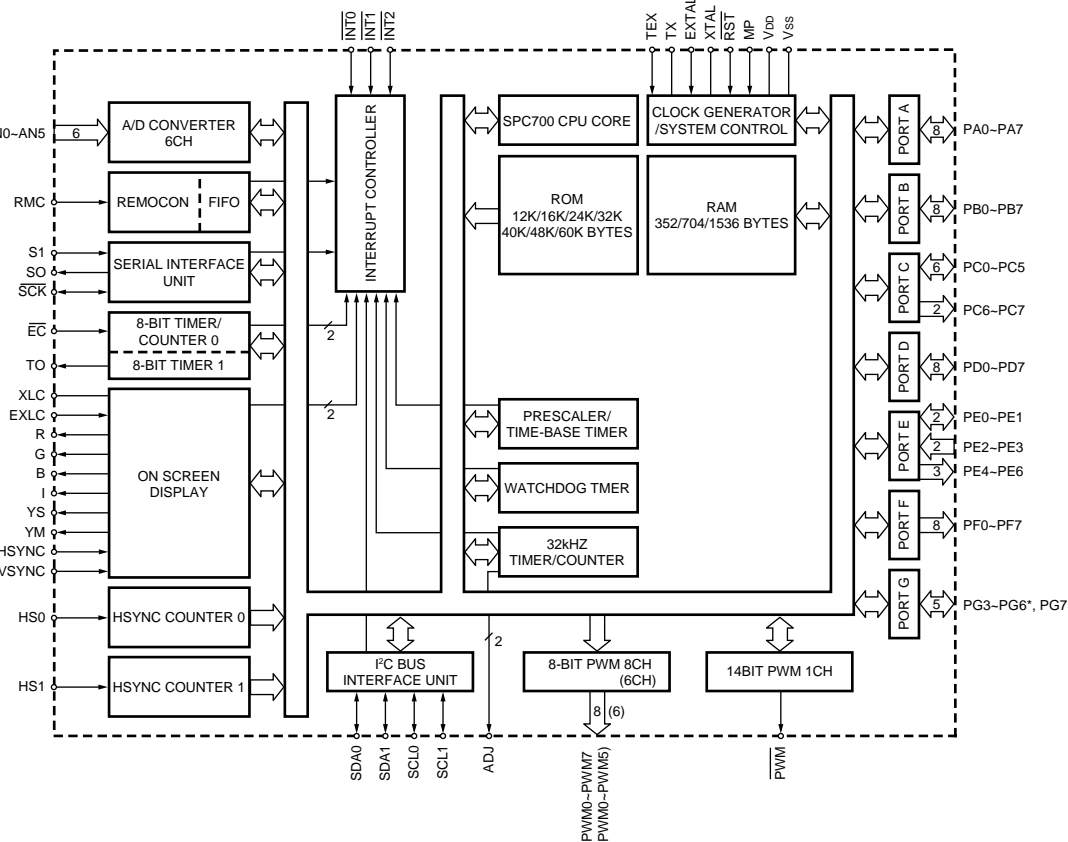 INT0
INT1
INT2
TEX
TX
EXTAL
XTAL
RST
MP
VDD
VSS
N0~AN5
6
A/D CONVERTER
6CH
RMC
REMOCON
FIFO
S1
SO
SCK
SERIAL INTERFACE
UNIT
EC
TO
8-BIT TIMER/
COUNTER 0
8-BIT TIMER 1
2
XLC
EXLC
R
G
B
I
YS
YM
HSYNC
VSYNC
ON SCREEN
DISPLAY
2
HS0
HSYNC COUNTER 0
HS1
HSYNC COUNTER 1
INTERRUPT CONTROLLER
SPC700 CPU CORE
CLOCK GENERATOR
/SYSTEM CONTROL
ROM
12K/16K/24K/32K
40K/48K/60K BYTES
RAM
352/704/1536 BYTES
PRESCALER/
TIME-BASE TIMER
WATCHDOG TMER
32kHZ
TIMER/COUNTER
PORT A
8
PA0~PA7
PORT B
8
PB0~PB7
PORT C
6
PC0~PC5
2
PC6~PC7
PORT D
8
PD0~PD7
PORT E
2
PE0~PE1
2
PE2~PE3
3
PE4~PE6
PORT F
8
PF0~PF7
PORT G
5
PG3~PG6*, PG7
I²C BUS
INTERFACE UNIT
2
8-BIT PWM 8CH
(6CH)
14BIT PWM 1CH
8 (6)
SDA0
SDA1
SCL0
SCL1
ADJ
PWM0~PWM7
PWM0~PWM5)
PWM